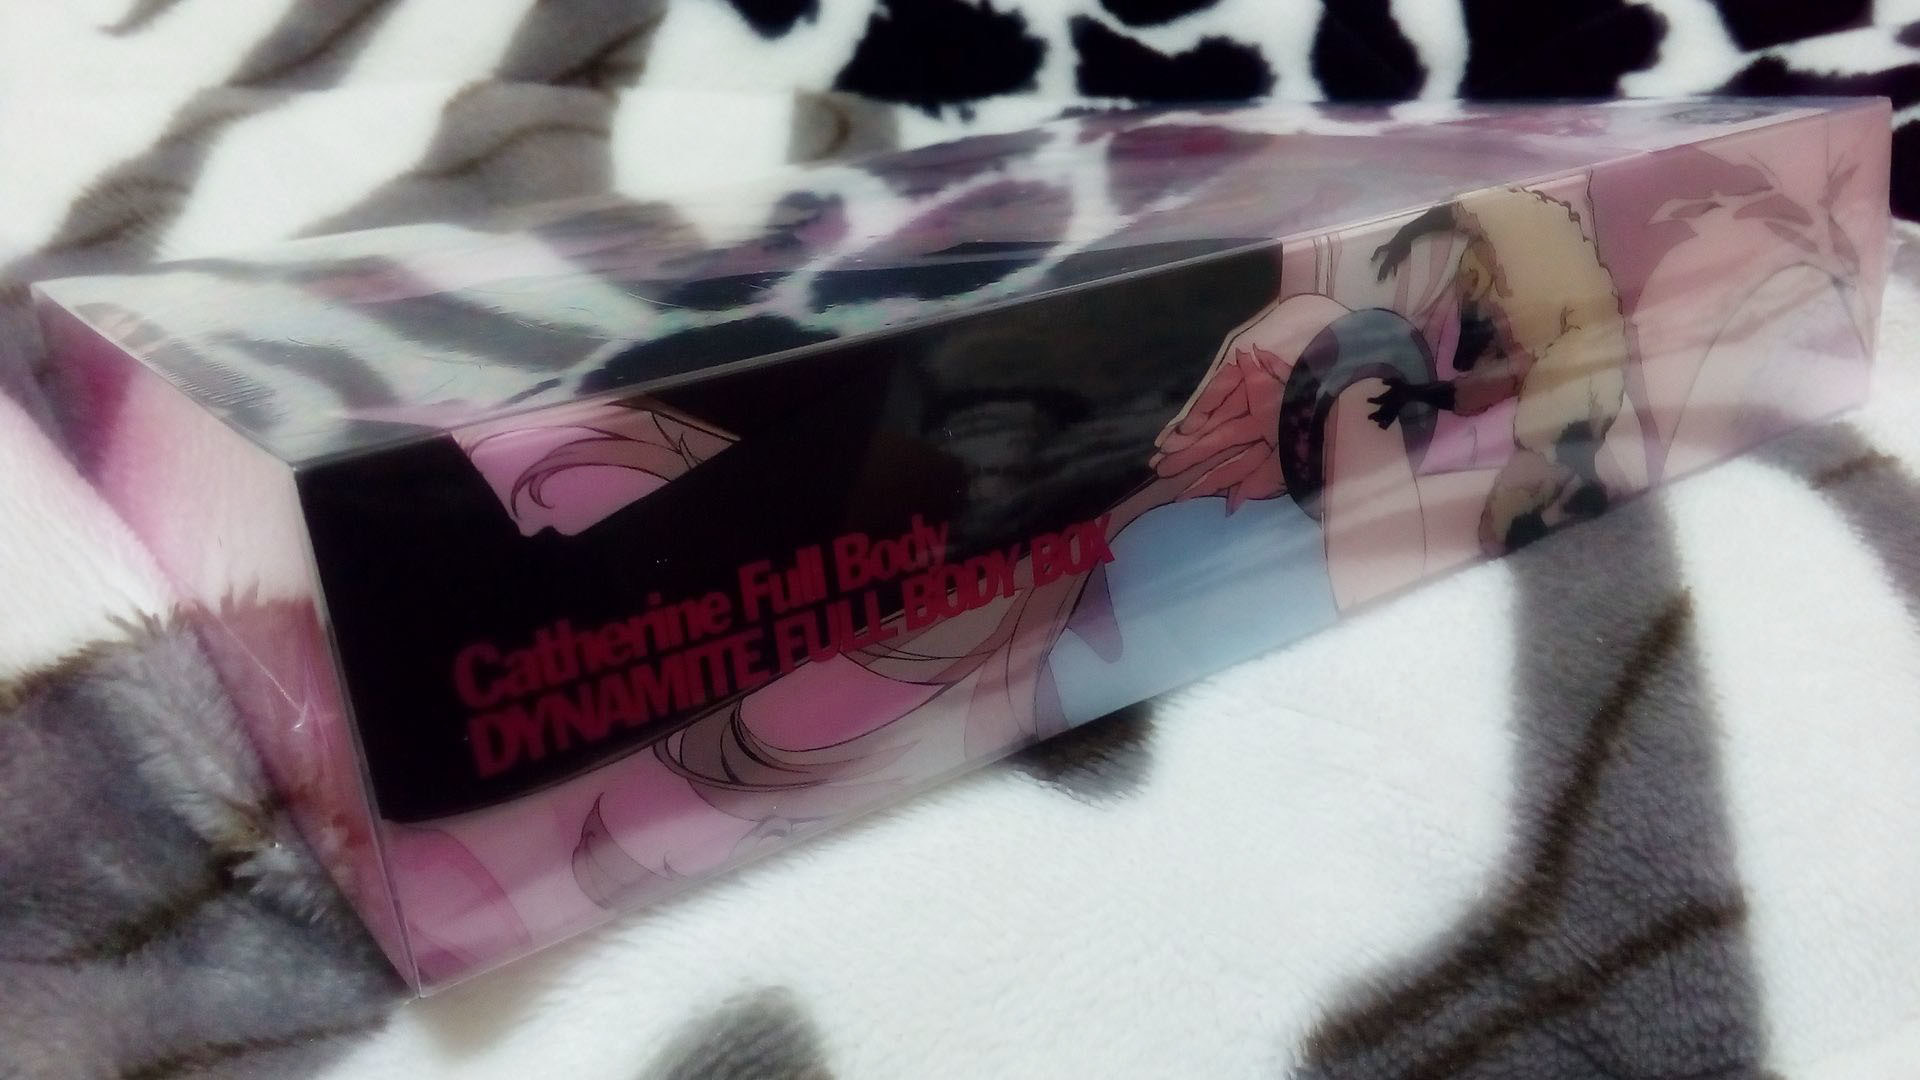 Catherine Full Body
DYNAMITE FULL BODY BOX